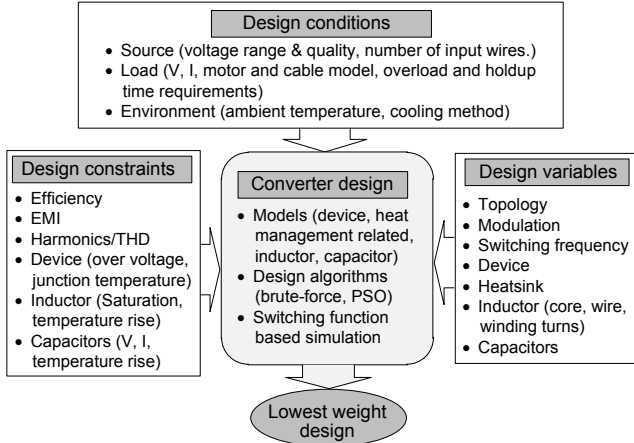 Design conditions
• Source (voltage range & quality, number of input wires.)
• Load (V, I, motor and cable model, overload and holdup
time requirements)
• Environment (ambient temperature, cooling method)
Design constraints
• Efficiency
• EMI
• Harmonics/THD
• Device (over voltage,
junction temperature)
• Inductor (Saturation,
temperature rise)
• Capacitors (V, I,
temperature rise)
Converter design
• Models (device, heat
management related,
inductor, capacitor)
• Design algorithms
(brute-force, PSO)
• Switching function
based simulation
Design variables
• Topology
• Modulation
• Switching frequency
• Device
• Heatsink
• Inductor (core, wire,
winding turns)
• Capacitors
Lowest weight
design